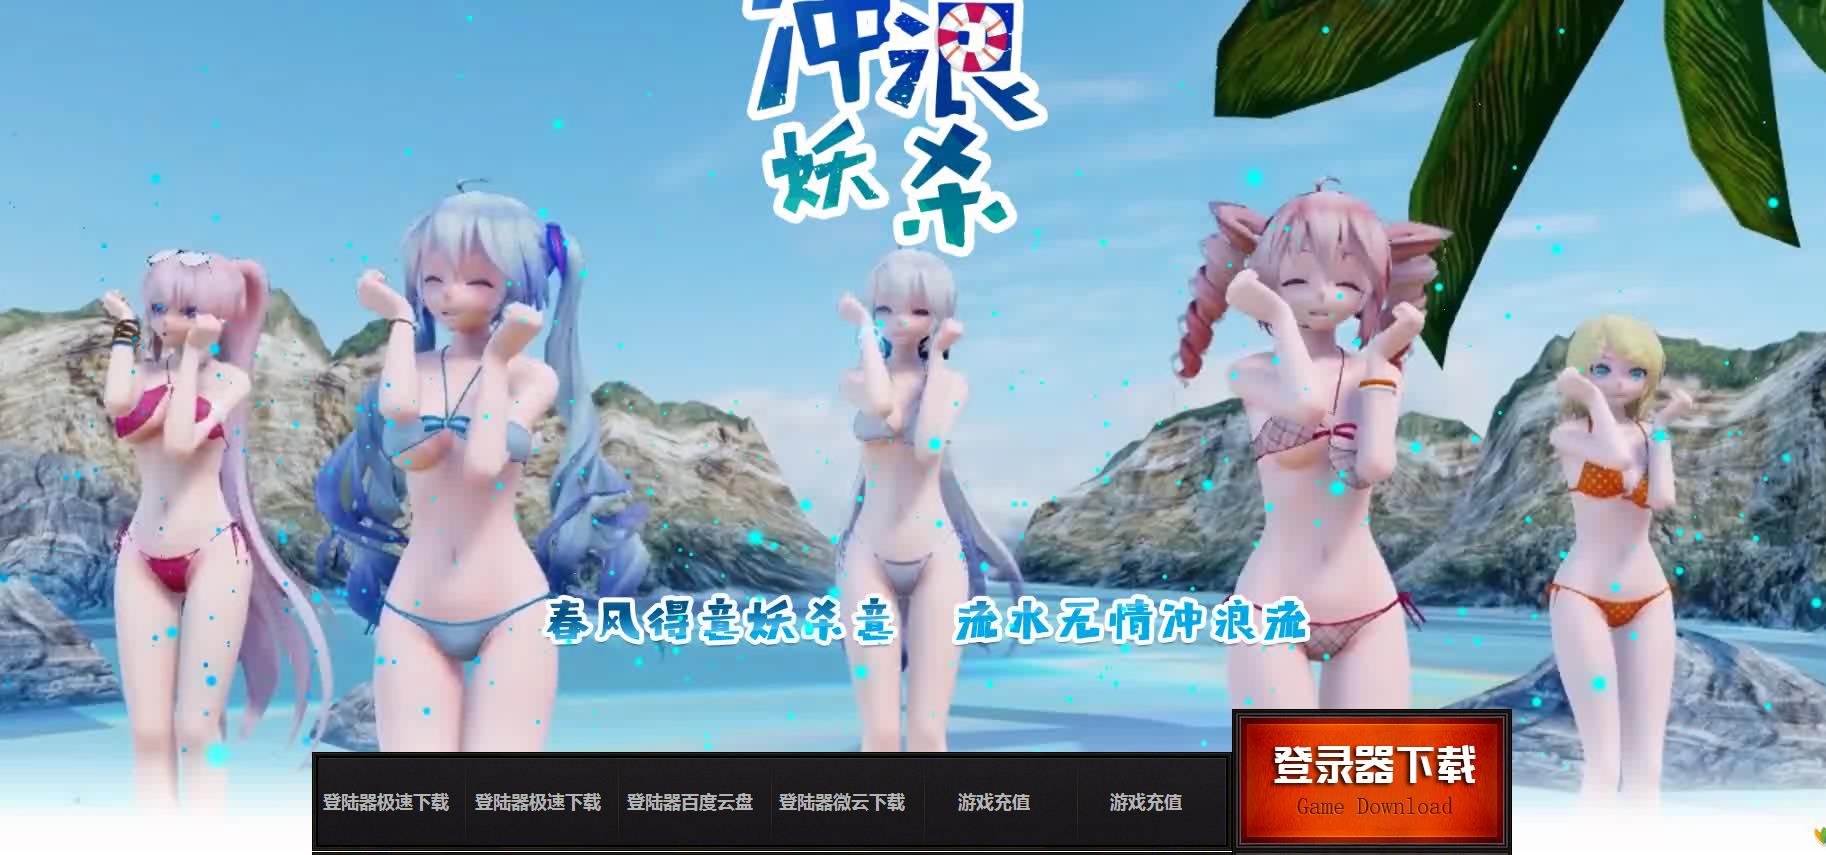 冲浪
妖杀
春风得意妖杀意 流水无情冲浪流
登录器下载
Game Download
登陆器极速下载 登陆器极速下载 登陆器百度云盘 登陆器微云下载 游戏充值 游戏充值